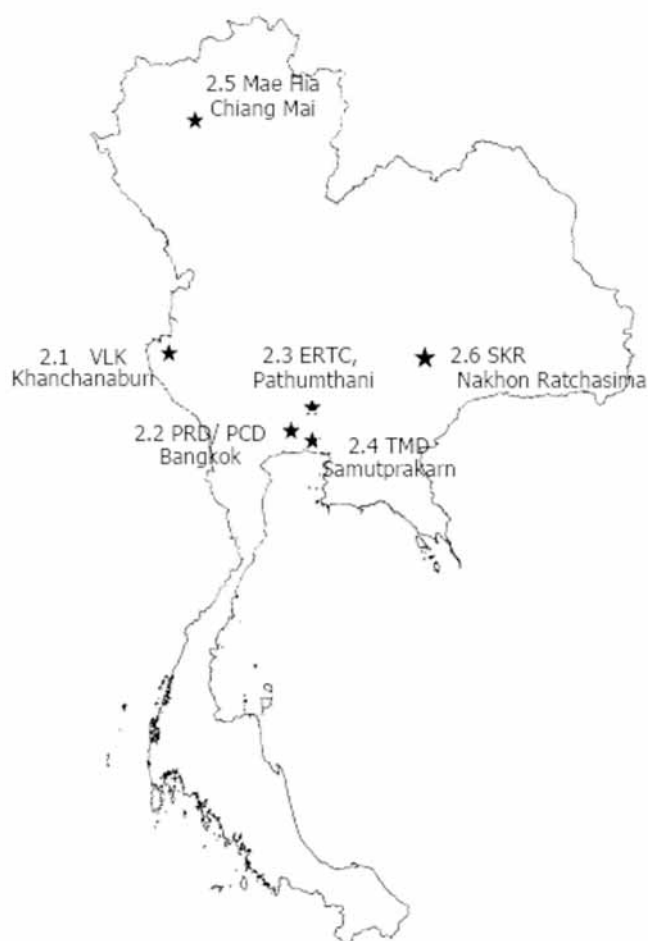 2.5 Mae Hia
Chiang Mai
2.1 VLK
Khanchanaburi
2.3 ERTC,
Pathumthani
2.6 SKR
Nakhon Ratchasima
2.2 PRD/ PCD
Bangkok
2.4 TMD
Samutprakarn